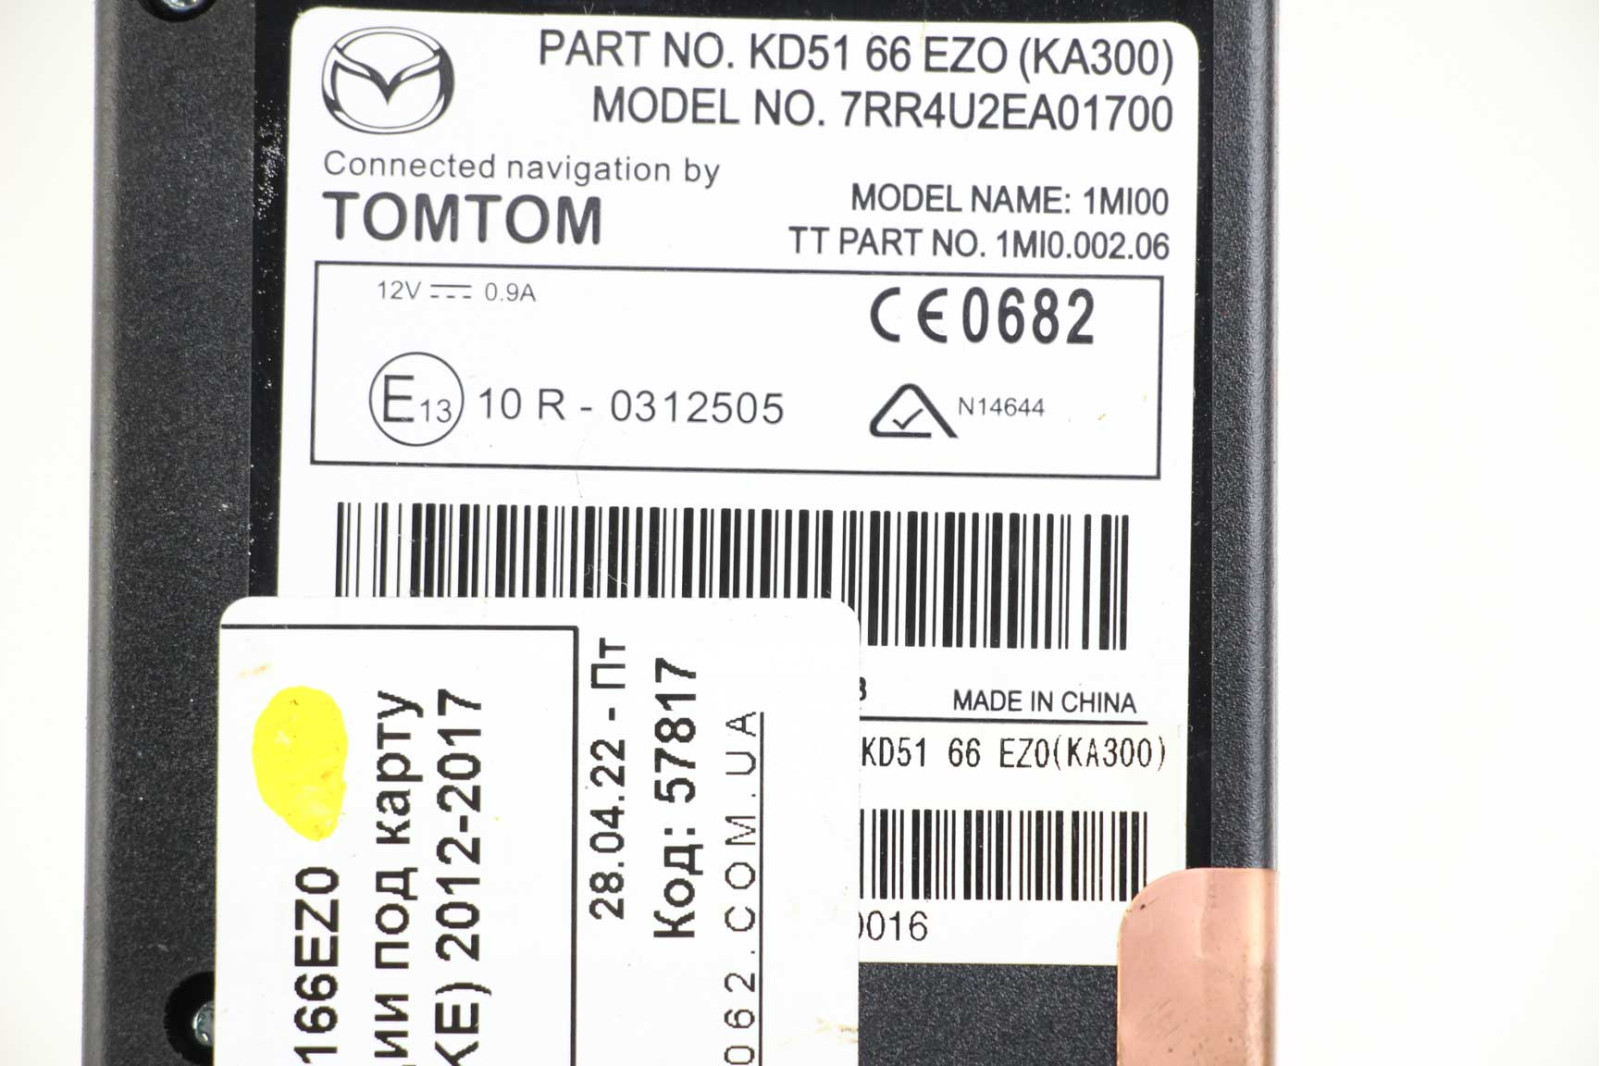 PART NO. KD51 66 EZO (KA300)
MODEL NO. 7RR4U2EA01700
Connected navigation by
TOMTOM
MODEL NAME: 1MI00
TT PART NO. 1MI0.002.06
12V 0.9A
CE0682
E13 10 R - 0312505
N14644
MADE IN CHINA
KD51 66 EZ0(KA300)
0016
166EZ0
ии под карту
KE) 2012-2017
28.04.22 - Пт
Код: 57817
062.COM.UA